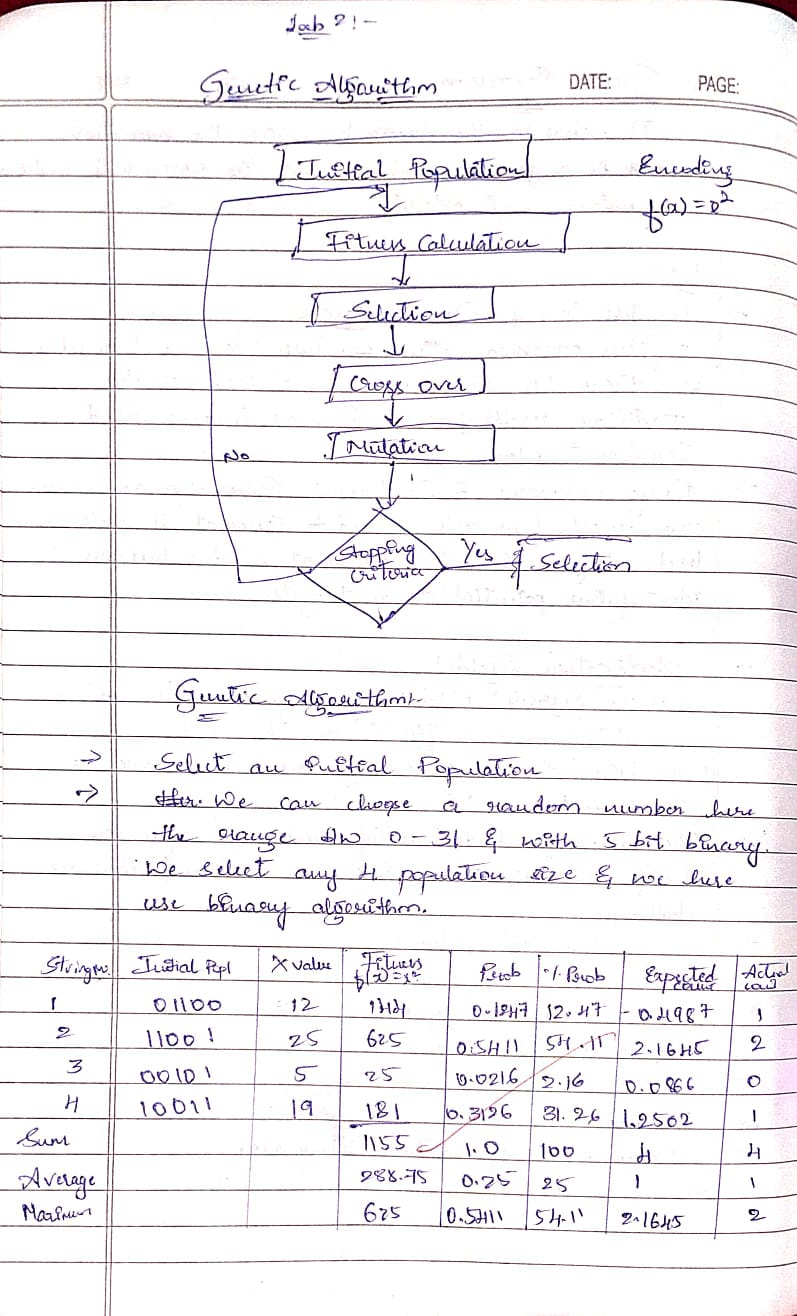 Lab 2:-
Genetic Algorithm
DATE:
PAGE:
Initial Population
Encoding
f(x) = x²
Fitness Calculation
Selection
Cross over
Mutation
No
Stopping
Criteria
Yes
Selection
Genetic Algorithm:-
→ Select an initial Population
→ We can choose a random number here
the range b/w 0-31 & with 5 bit binary.
We select any 4 population size & we here
use binary algorithm.
String no. Initial Popl X value Fitness f(x)=x² Prob % Prob Expected count Actual count
1 01100 12 144 0.1247 12.47 0.4987 1
2 11001 25 625 0.5411 54.11 2.1645 2
3 00101 5 25 0.0216 2.16 0.0866 0
4 10011 19 181 0.3126 31.26 1.2502 1
Sum 1155 1.0 100 4 4
Average 288.75 0.25 25 1 1
Maximum 625 0.5411 54.11 2.1645 2